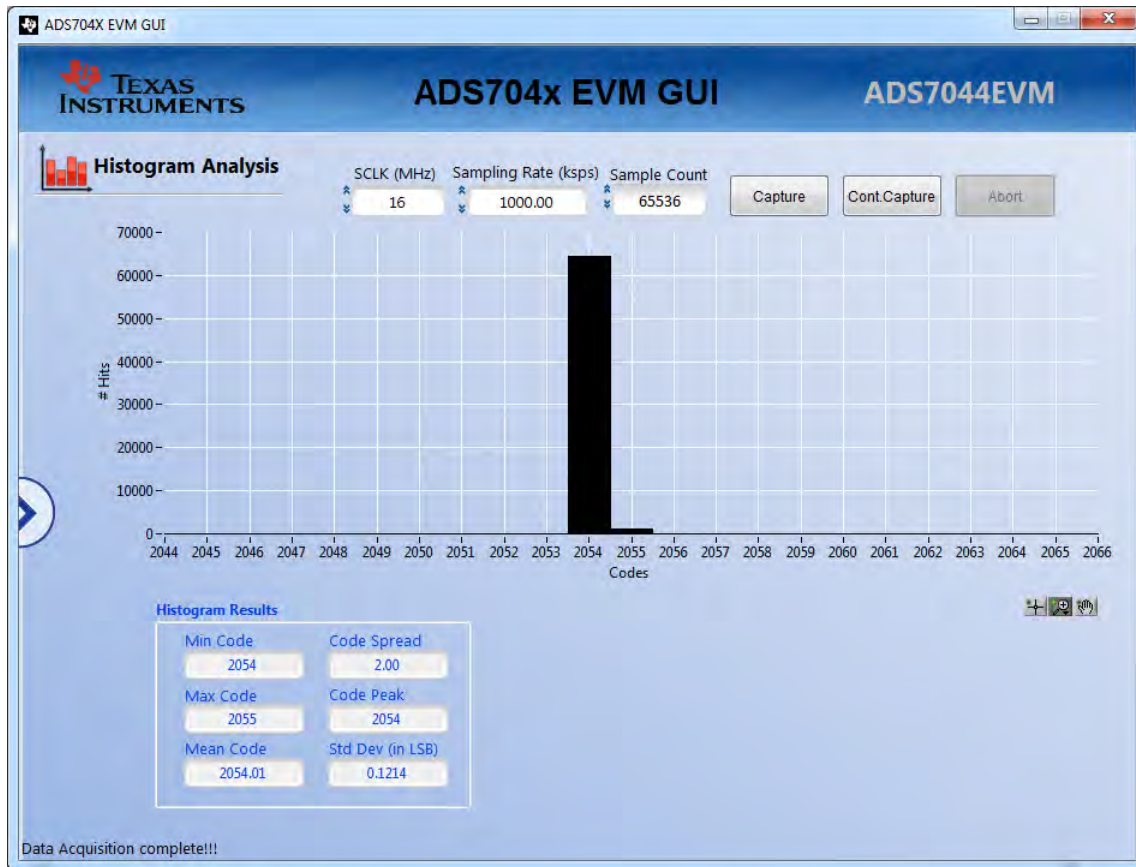 ADS704X EVM GUI
TEXAS INSTRUMENTS
ADS704x EVM GUI
ADS7044EVM
Histogram Analysis
SCLK (MHz) Sampling Rate (ksps) Sample Count
16 1000.00 65536 Capture Cont.Capture Abort
70000
60000
50000
40000
30000
20000
10000
0
# Hits
2044 2045 2046 2047 2048 2049 2050 2051 2052 2053 2054 2055 2056 2057 2058 2059 2060 2061 2062 2063 2064 2065 2066
Codes
Histogram Results
Min Code Code Spread
2054 2.00
Max Code Code Peak
2055 2054
Mean Code Std Dev (in LSB)
2054.01 0.1214
Data Acquisition complete!!!